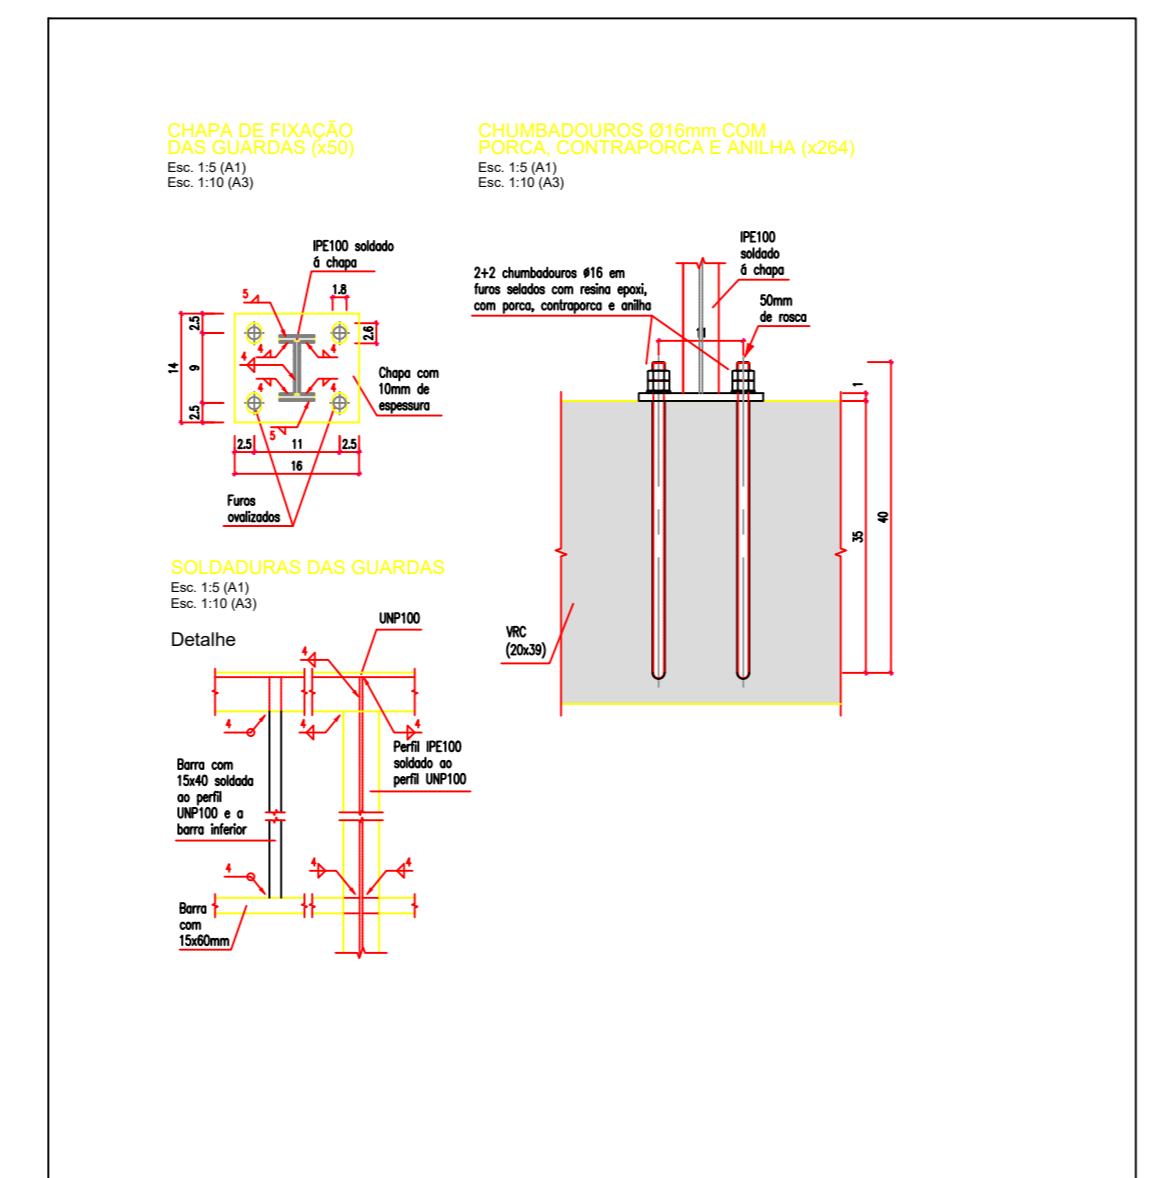 CHAPA DE FIXAÇÃO
DAS GUARDAS (x50)
Esc. 1:5 (A1)
Esc. 1:10 (A3)
IPE100 soldado
á chapa
5
1.8
2.5
2.6
4
4
14
9
4
4
4
Chapa com
10mm de
espessura
2.5
5
2.5
11
2.5
16
Furos
ovalizados
CHUMBADOUROS Ø16mm COM
PORCA, CONTRAPORCA E ANILHA (x264)
Esc. 1:5 (A1)
Esc. 1:10 (A3)
IPE100
soldado
á chapa
2+2 chumbadouros Ø16 em
furos selados com resina epoxi,
com porca, contraporca e anilha
50mm
de rosca
11
1
35
40
VRC
(20x39)
SOLDADURAS DAS GUARDAS
Esc. 1:5 (A1)
Esc. 1:10 (A3)
Detalhe
UNP100
4
4
4
4
Perfil IPE100
soldado ao
perfil UNP100
Barra com
15x40 soldada
ao perfil
UNP100 e a
barra inferior
4
4
4
Barra
com
15x60mm